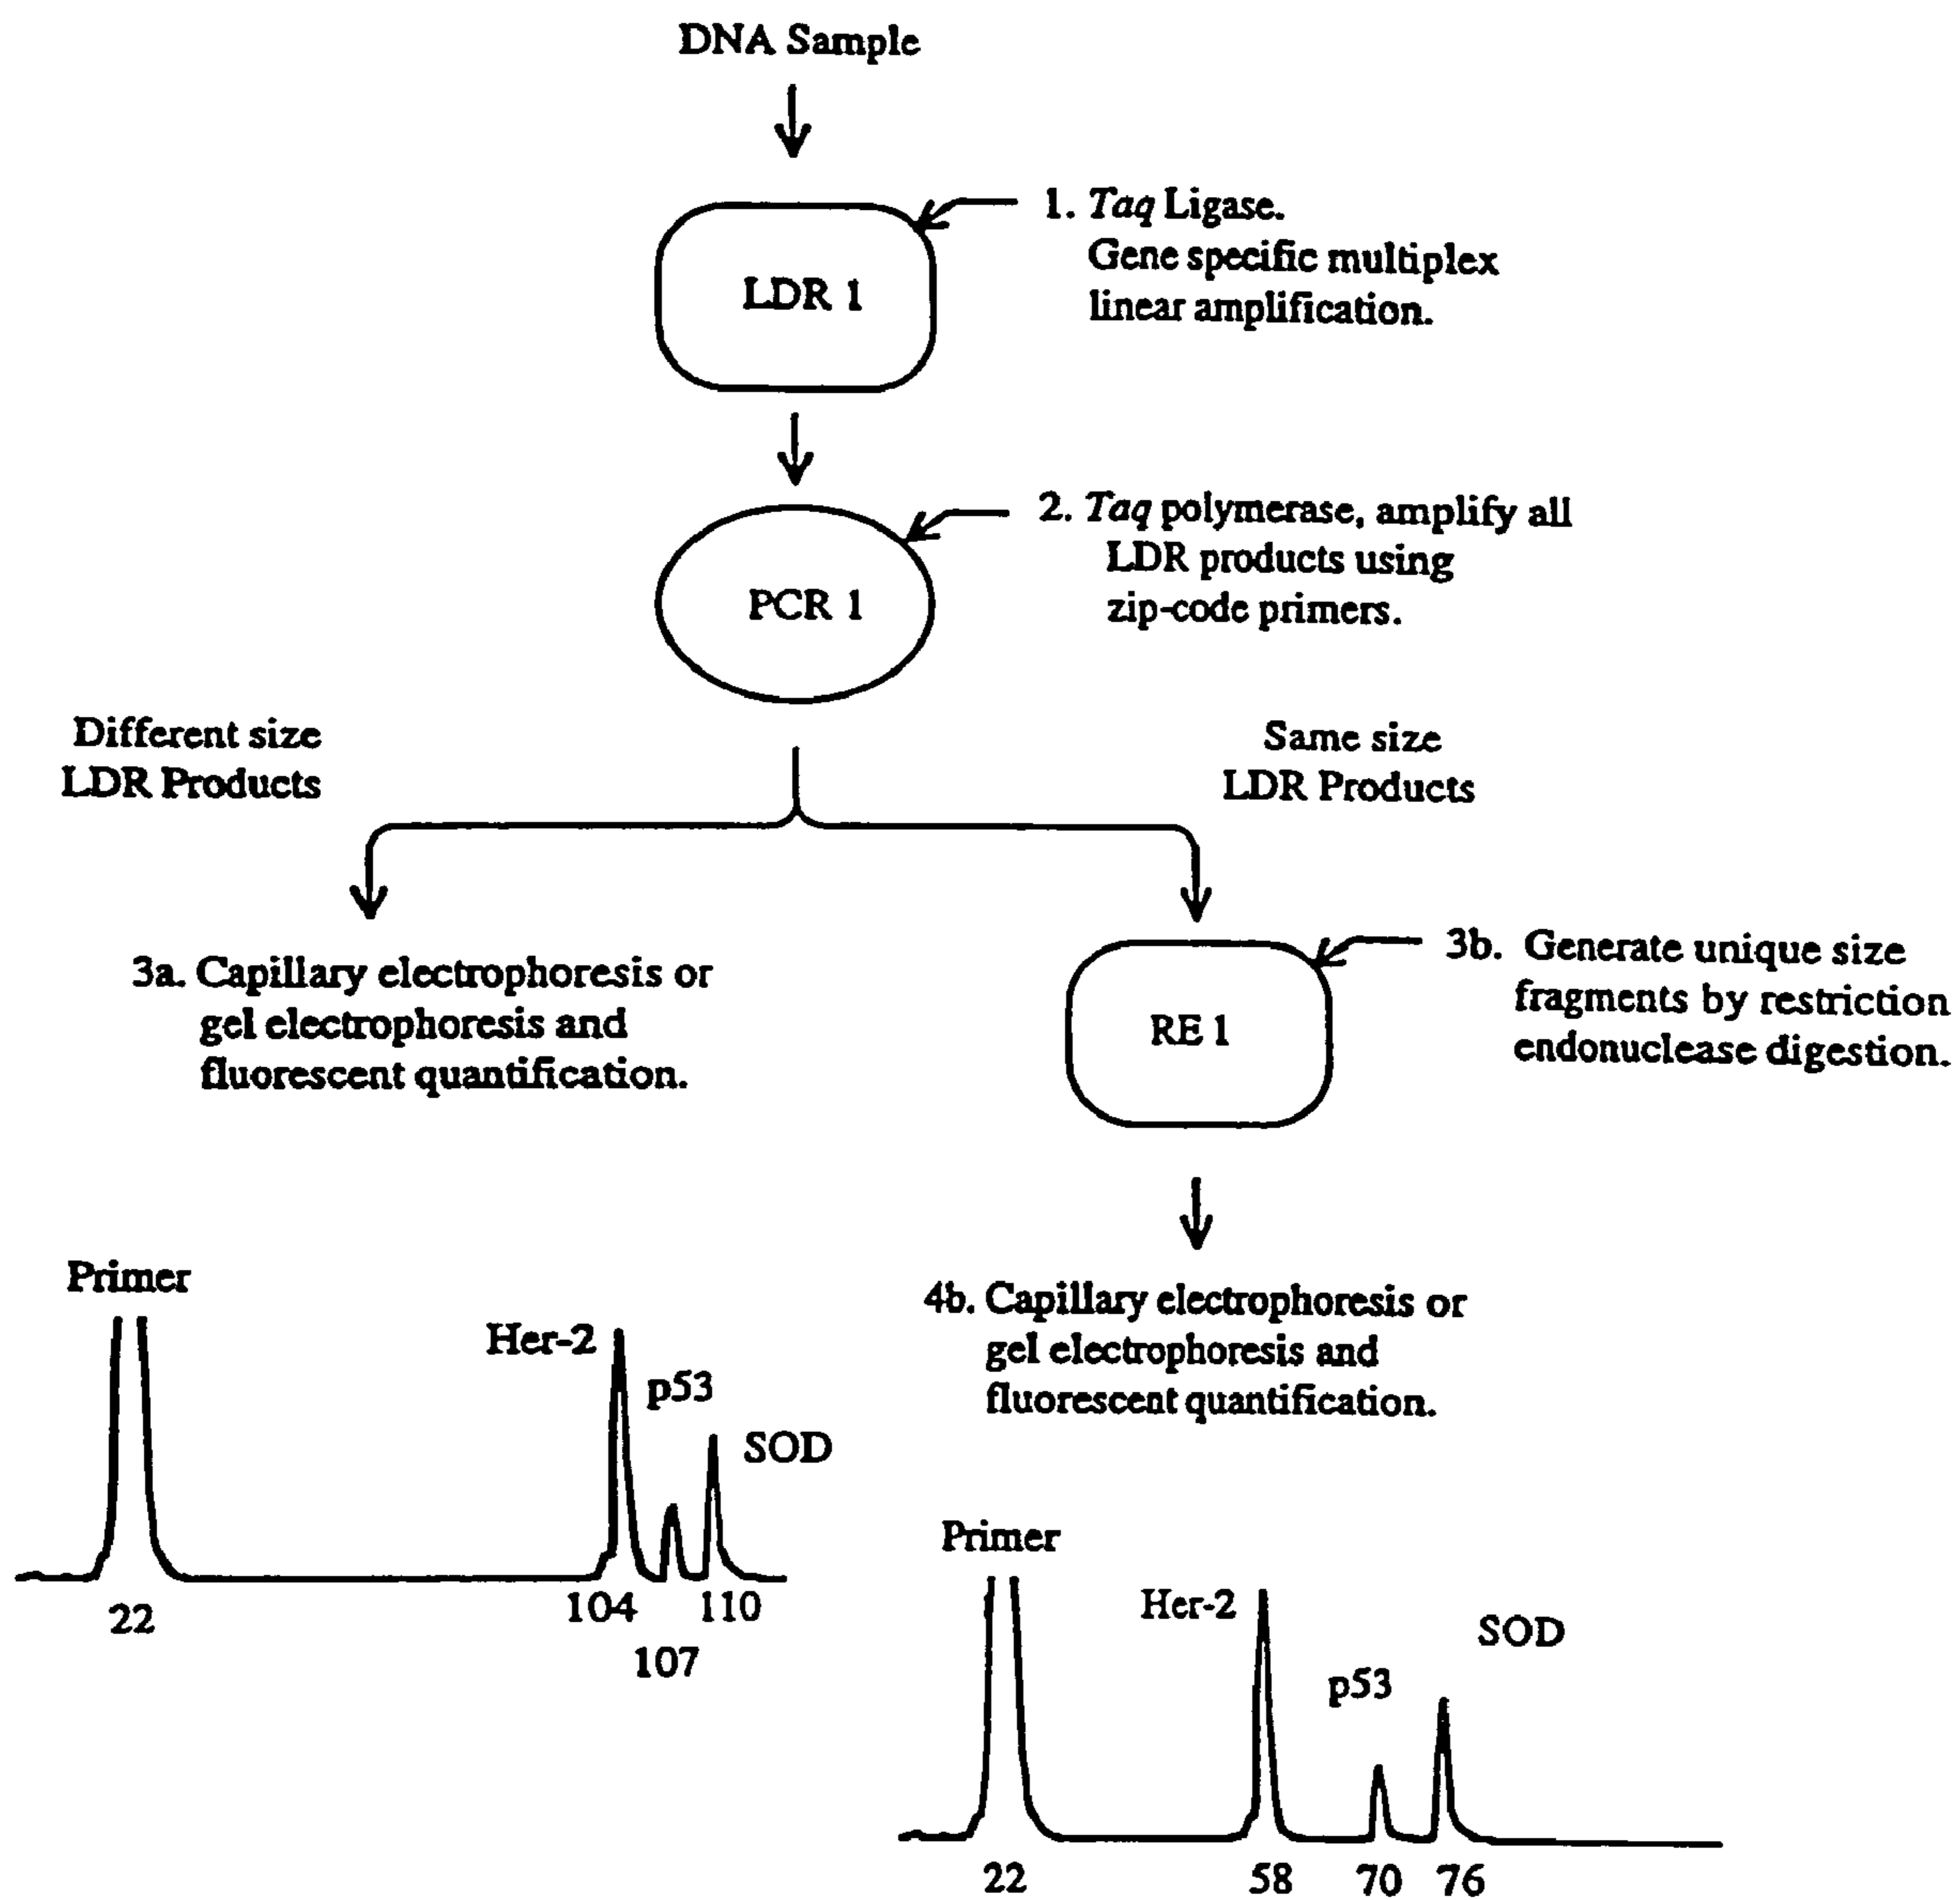 DNA Sample
LDR 1
1. Taq Ligase.
Gene specific multiplex
linear amplification.
PCR 1
2. Taq polymerase, amplify all
LDR products using
zip-code primers.
Different size
LDR Products
Same size
LDR Products
3a. Capillary electrophoresis or
gel electrophoresis and
fluorescent quantification.
RE 1
3b. Generate unique size
fragments by restriction
endonuclease digestion.
4b. Capillary electrophoresis or
gel electrophoresis and
fluorescent quantification.
Primer
Her-2
p53
SOD
22
104
107
110
Primer
Her-2
p53
SOD
22
58
70
76